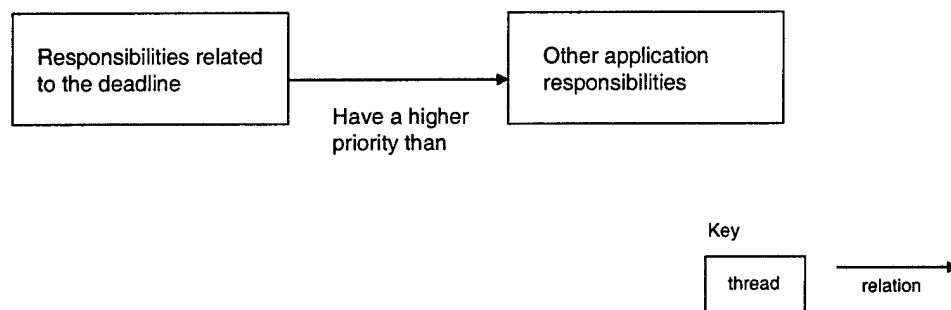 Responsibilities related
to the deadline
Other application
responsibilities
Have a higher
priority than
Key
thread
relation